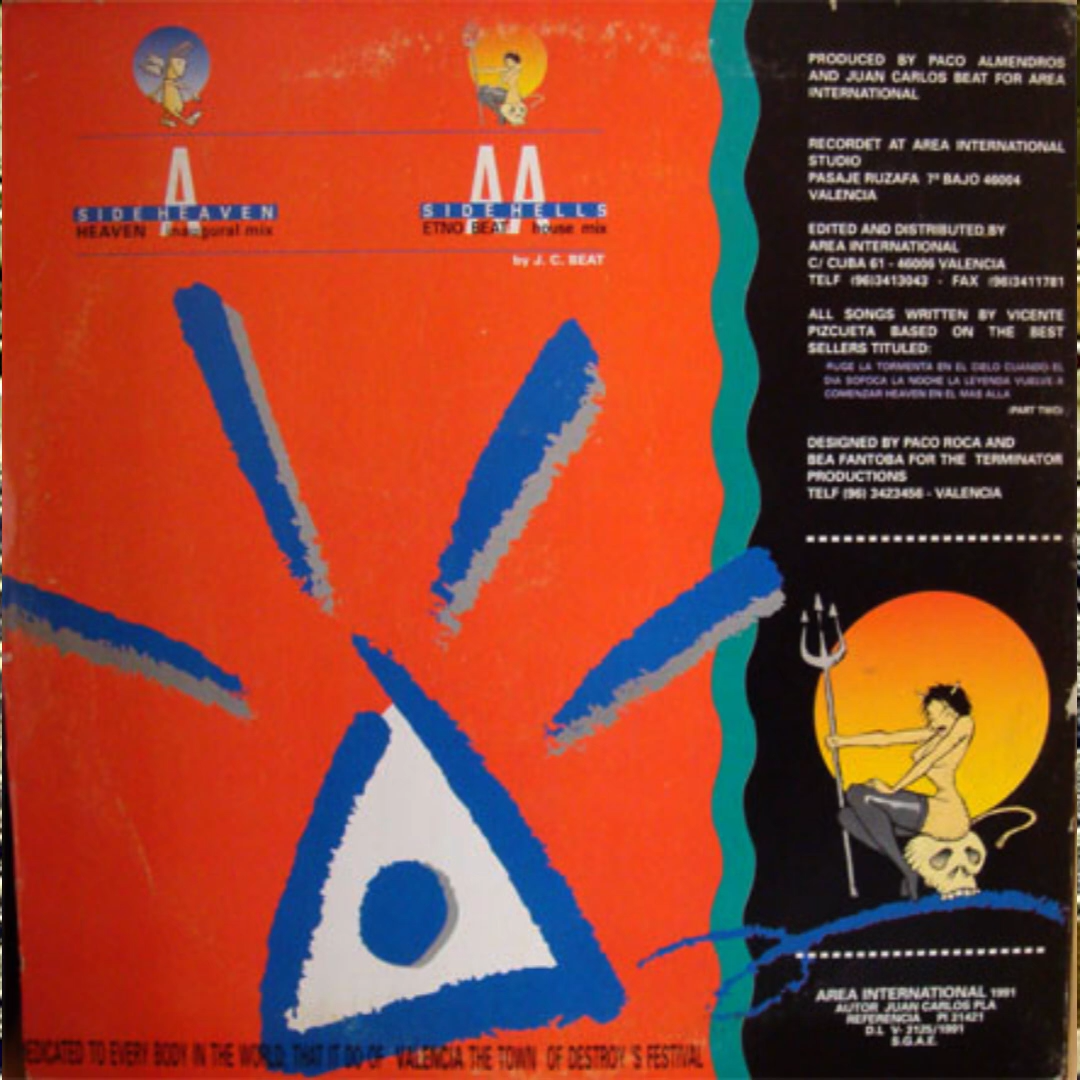 A
SIDE HEAVEN
HEAVEN inaugural mix
AA
SIDE HELLS
ETNO BEAT house mix
by J. C. BEAT
PRODUCED BY PACO ALMENDROS
AND JUAN CARLOS BEAT FOR AREA
INTERNATIONAL
RECORDET AT AREA INTERNATIONAL
STUDIO
PASAJE RUZAFA 7º BAJO 46004
VALENCIA
EDITED AND DISTRIBUTED BY
AREA INTERNATIONAL
C/ CUBA 61 - 46006 VALENCIA
TELF (96)3413043 - FAX (96)3411781
ALL SONGS WRITTEN BY VICENTE
PIZCUETA BASED ON THE BEST
SELLERS TITULED:
RUGE LA TORMENTA EN EL CIELO CUANDO EL
DIA SOFOCA LA NOCHE LA LEYENDA VUELVE A
COMENZAR HEAVEN EN EL MAS ALLA
(PART TWO)
DESIGNED BY PACO ROCA AND
BEA FANTOBA FOR THE TERMINATOR
PRODUCTIONS
TELF (96) 3423456 - VALENCIA
AREA INTERNATIONAL 1991
AUTOR JUAN CARLOS PLA
REFERENCIA PI 21421
D.L V- 2125/1991
S.G.A.E.
EDICATED TO EVERY BODY IN THE WORLD; THAT IT DO OF VALENCIA THE TOWN OF DESTROY 'S FESTIVAL